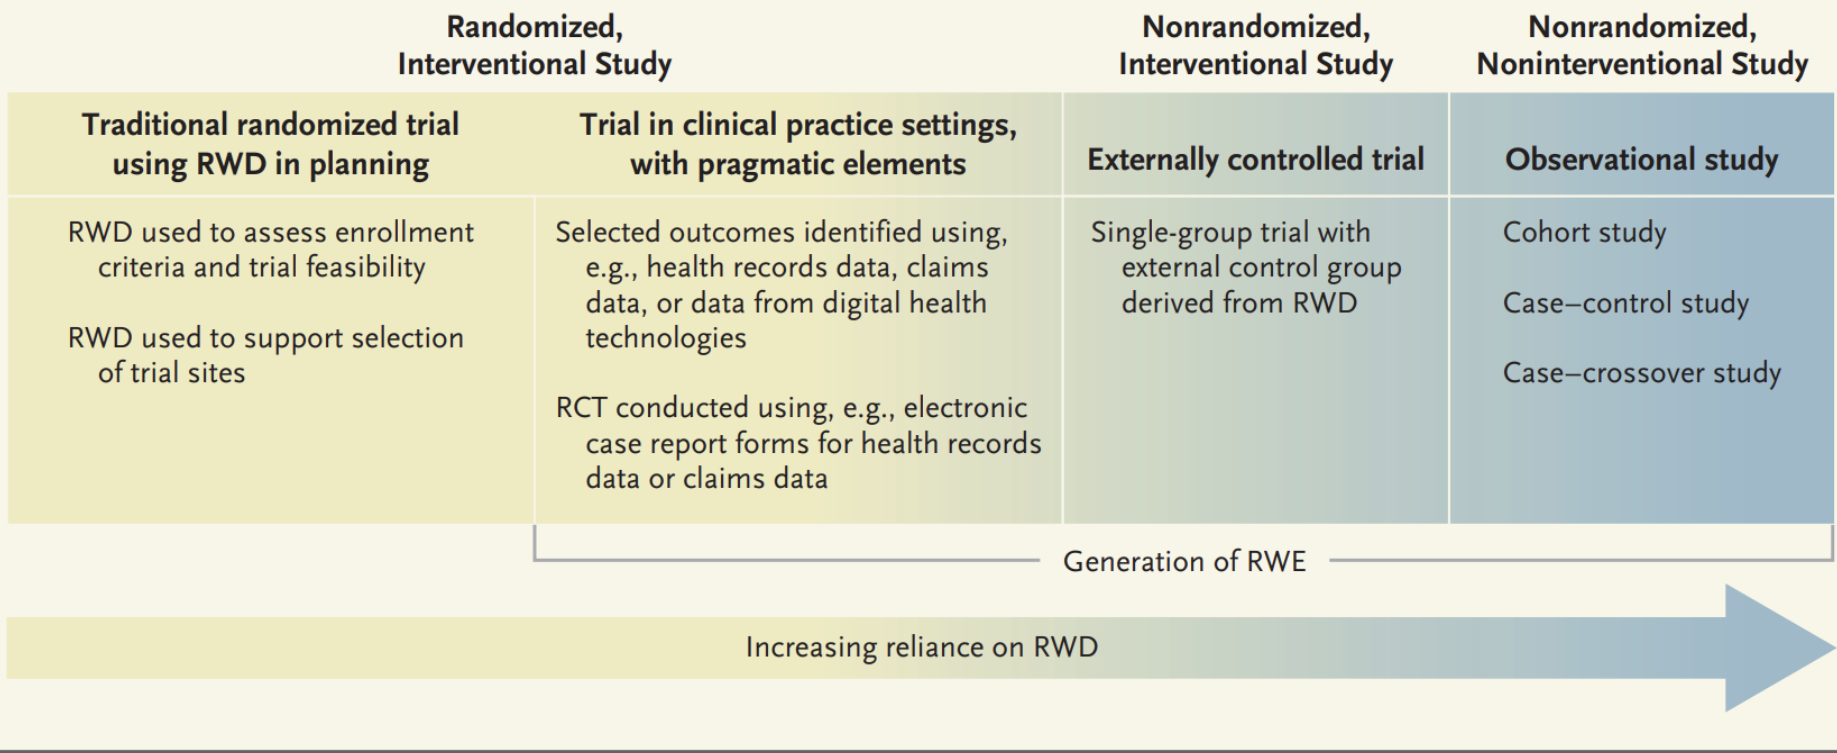 Randomized,
Interventional Study
Nonrandomized,
Interventional Study
Nonrandomized,
Noninterventional Study
Traditional randomized trial
using RWD in planning
Trial in clinical practice settings,
with pragmatic elements
Externally controlled trial
Observational study
RWD used to assess enrollment
criteria and trial feasibility
RWD used to support selection
of trial sites
Selected outcomes identified using,
e.g., health records data, claims
data, or data from digital health
technologies
RCT conducted using, e.g., electronic
case report forms for health records
data or claims data
Single-group trial with
external control group
derived from RWD
Cohort study
Case–control study
Case–crossover study
Generation of RWE
Increasing reliance on RWD